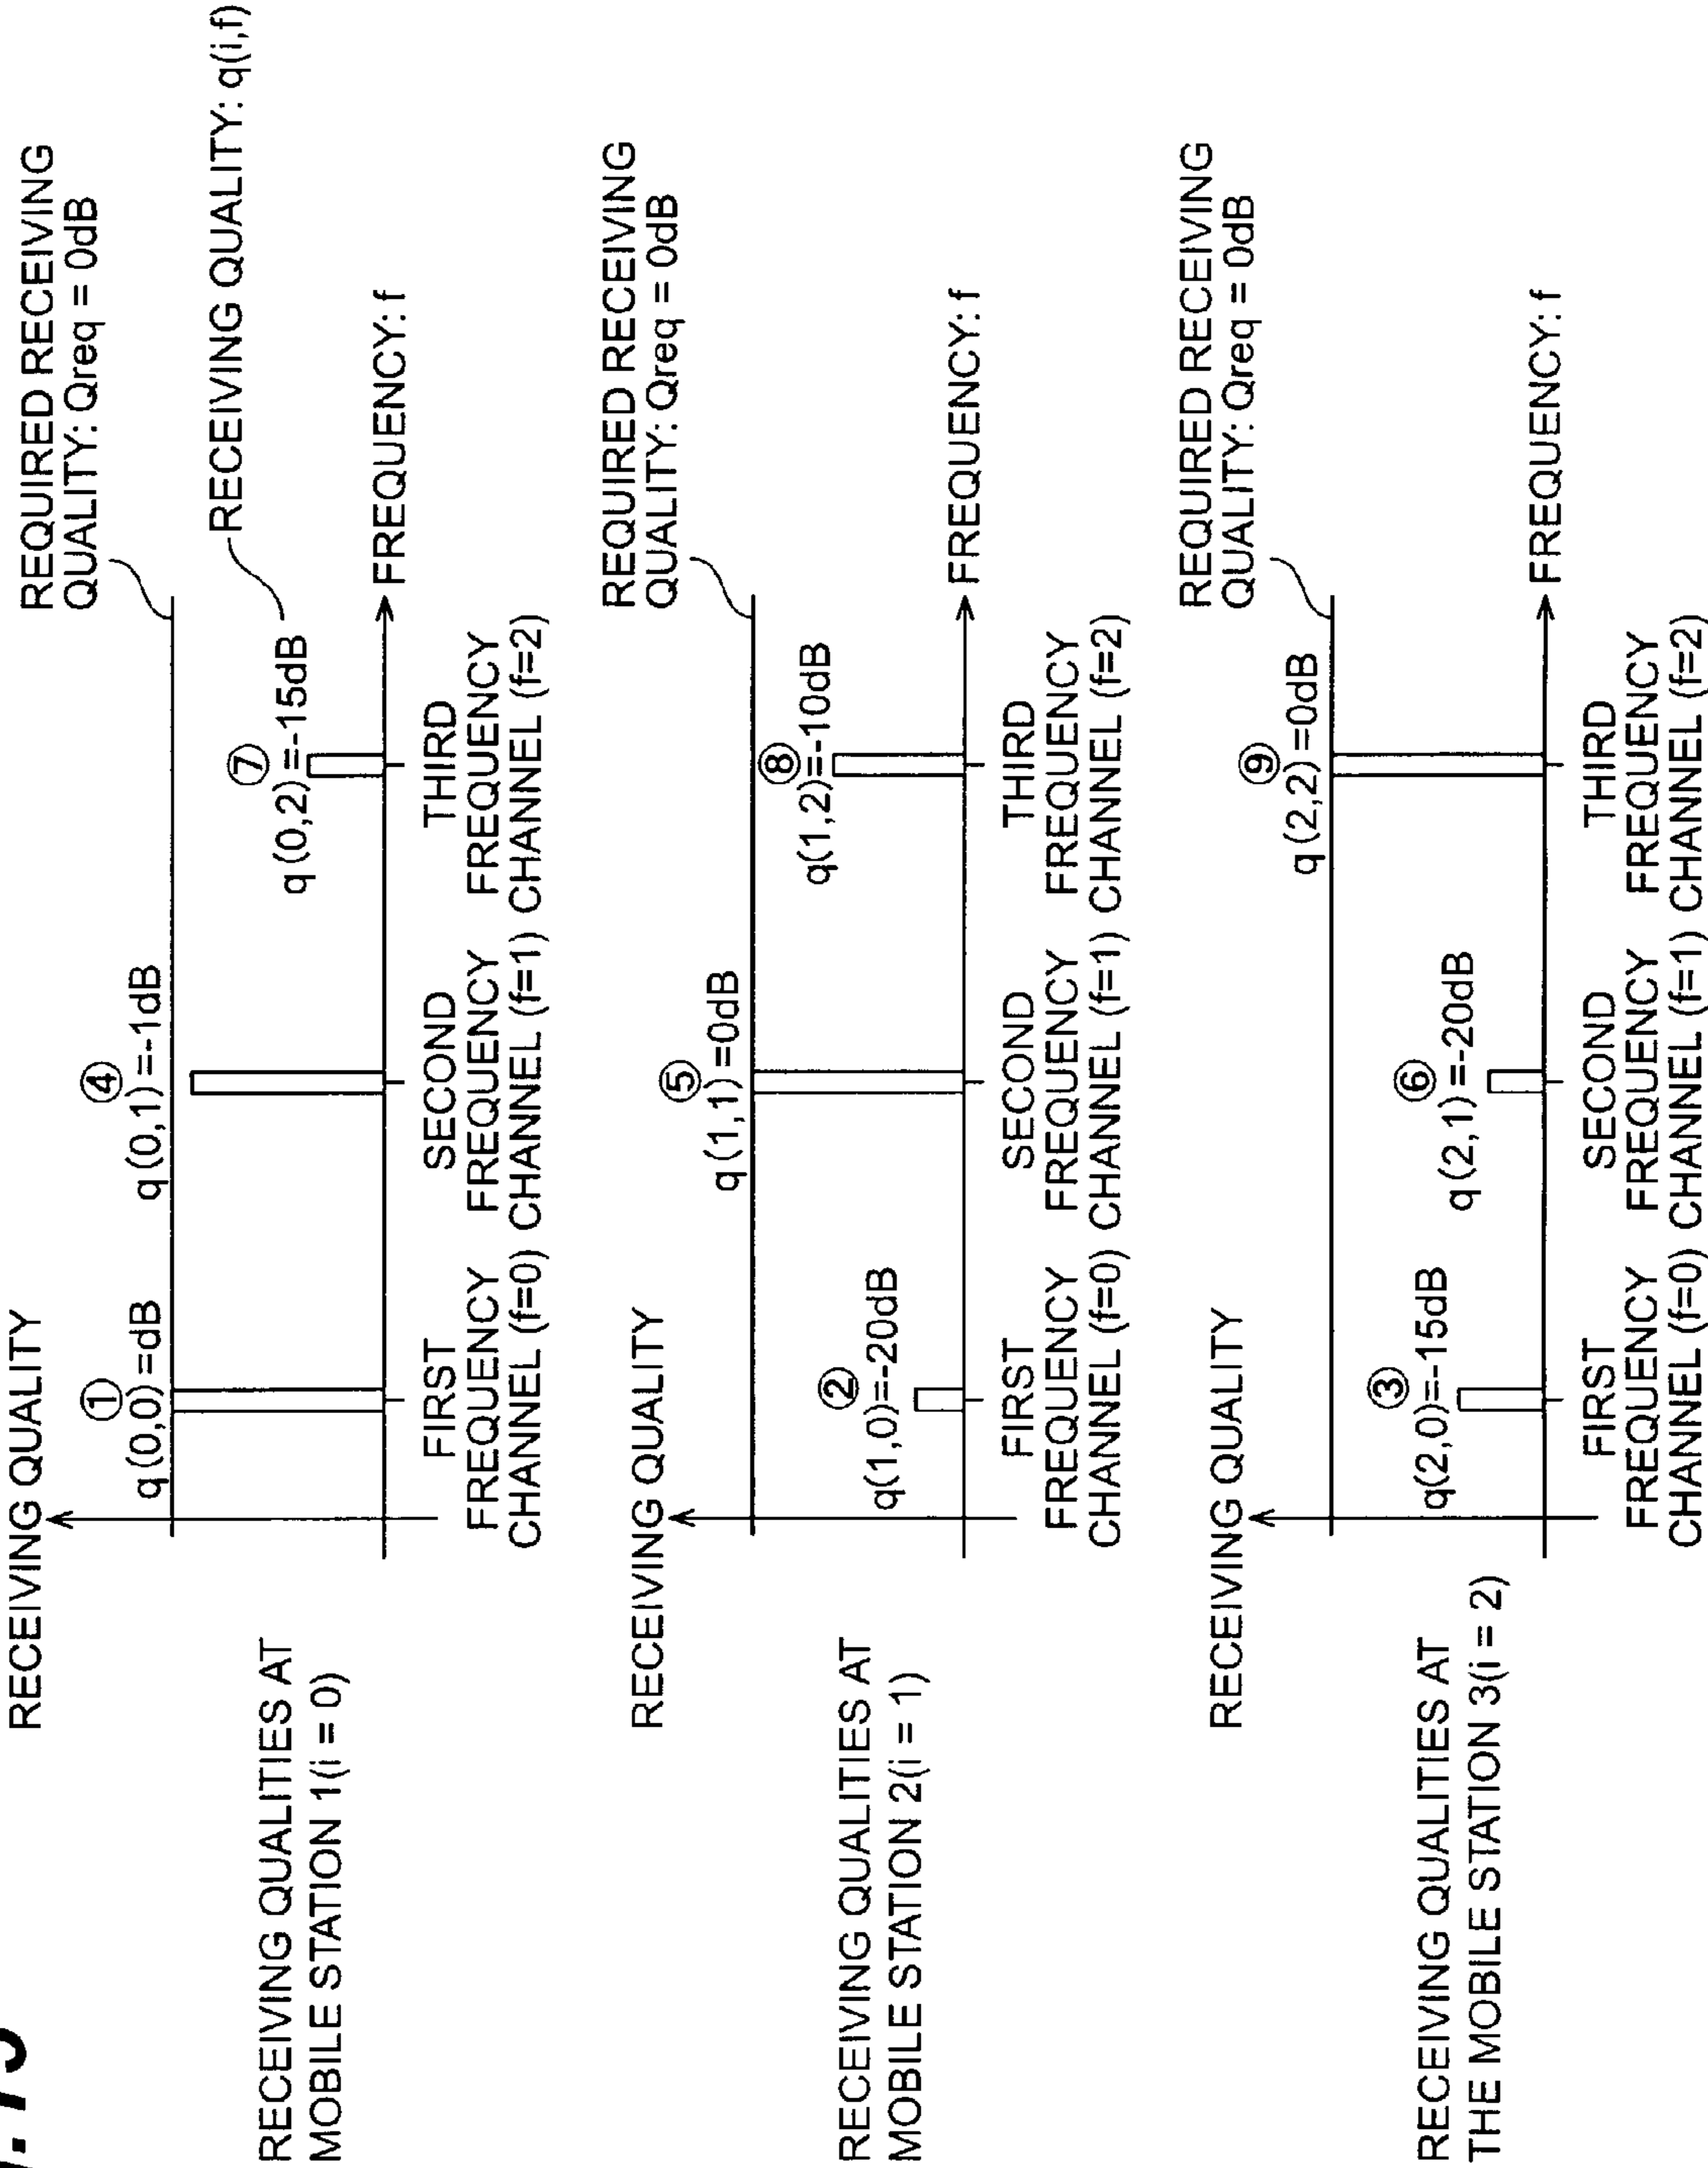 RECEIVING QUALITIES AT
MOBILE STATION 1(i = 0)
RECEIVING QUALITY
REQUIRED RECEIVING
QUALITY: Qreq = 0dB
①
q(0,0)=dB
④
q(0,1)=-1dB
⑦
q(0,2)=-15dB
RECEIVING QUALITY: q(i,f)
FREQUENCY: f
FIRST
FREQUENCY
CHANNEL (f=0)
SECOND
FREQUENCY
CHANNEL (f=1)
THIRD
FREQUENCY
CHANNEL (f=2)
RECEIVING QUALITIES AT
MOBILE STATION 2(i = 1)
RECEIVING QUALITY
REQUIRED RECEIVING
QUALITY: Qreq = 0dB
②
q(1,0)=-20dB
⑤
q(1,1)=0dB
⑧
q(1,2)=-10dB
FREQUENCY: f
FIRST
FREQUENCY
CHANNEL (f=0)
SECOND
FREQUENCY
CHANNEL (f=1)
THIRD
FREQUENCY
CHANNEL (f=2)
RECEIVING QUALITIES AT
THE MOBILE STATION 3(i = 2)
RECEIVING QUALITY
REQUIRED RECEIVING
QUALITY: Qreq = 0dB
③
q(2,0)=-15dB
⑥
q(2,1)=-20dB
⑨
q(2,2)=0dB
FREQUENCY: f
FIRST
FREQUENCY
CHANNEL (f=0)
SECOND
FREQUENCY
CHANNEL (f=1)
THIRD
FREQUENCY
CHANNEL (f=2)